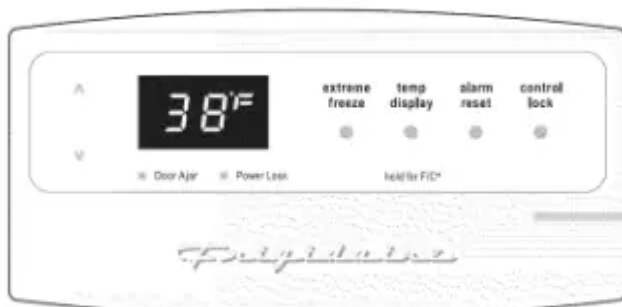 38°F
extreme freeze
temp display
alarm reset
control lock
Door Ajar
Power Loss
hold for F/C°
Frigidaire